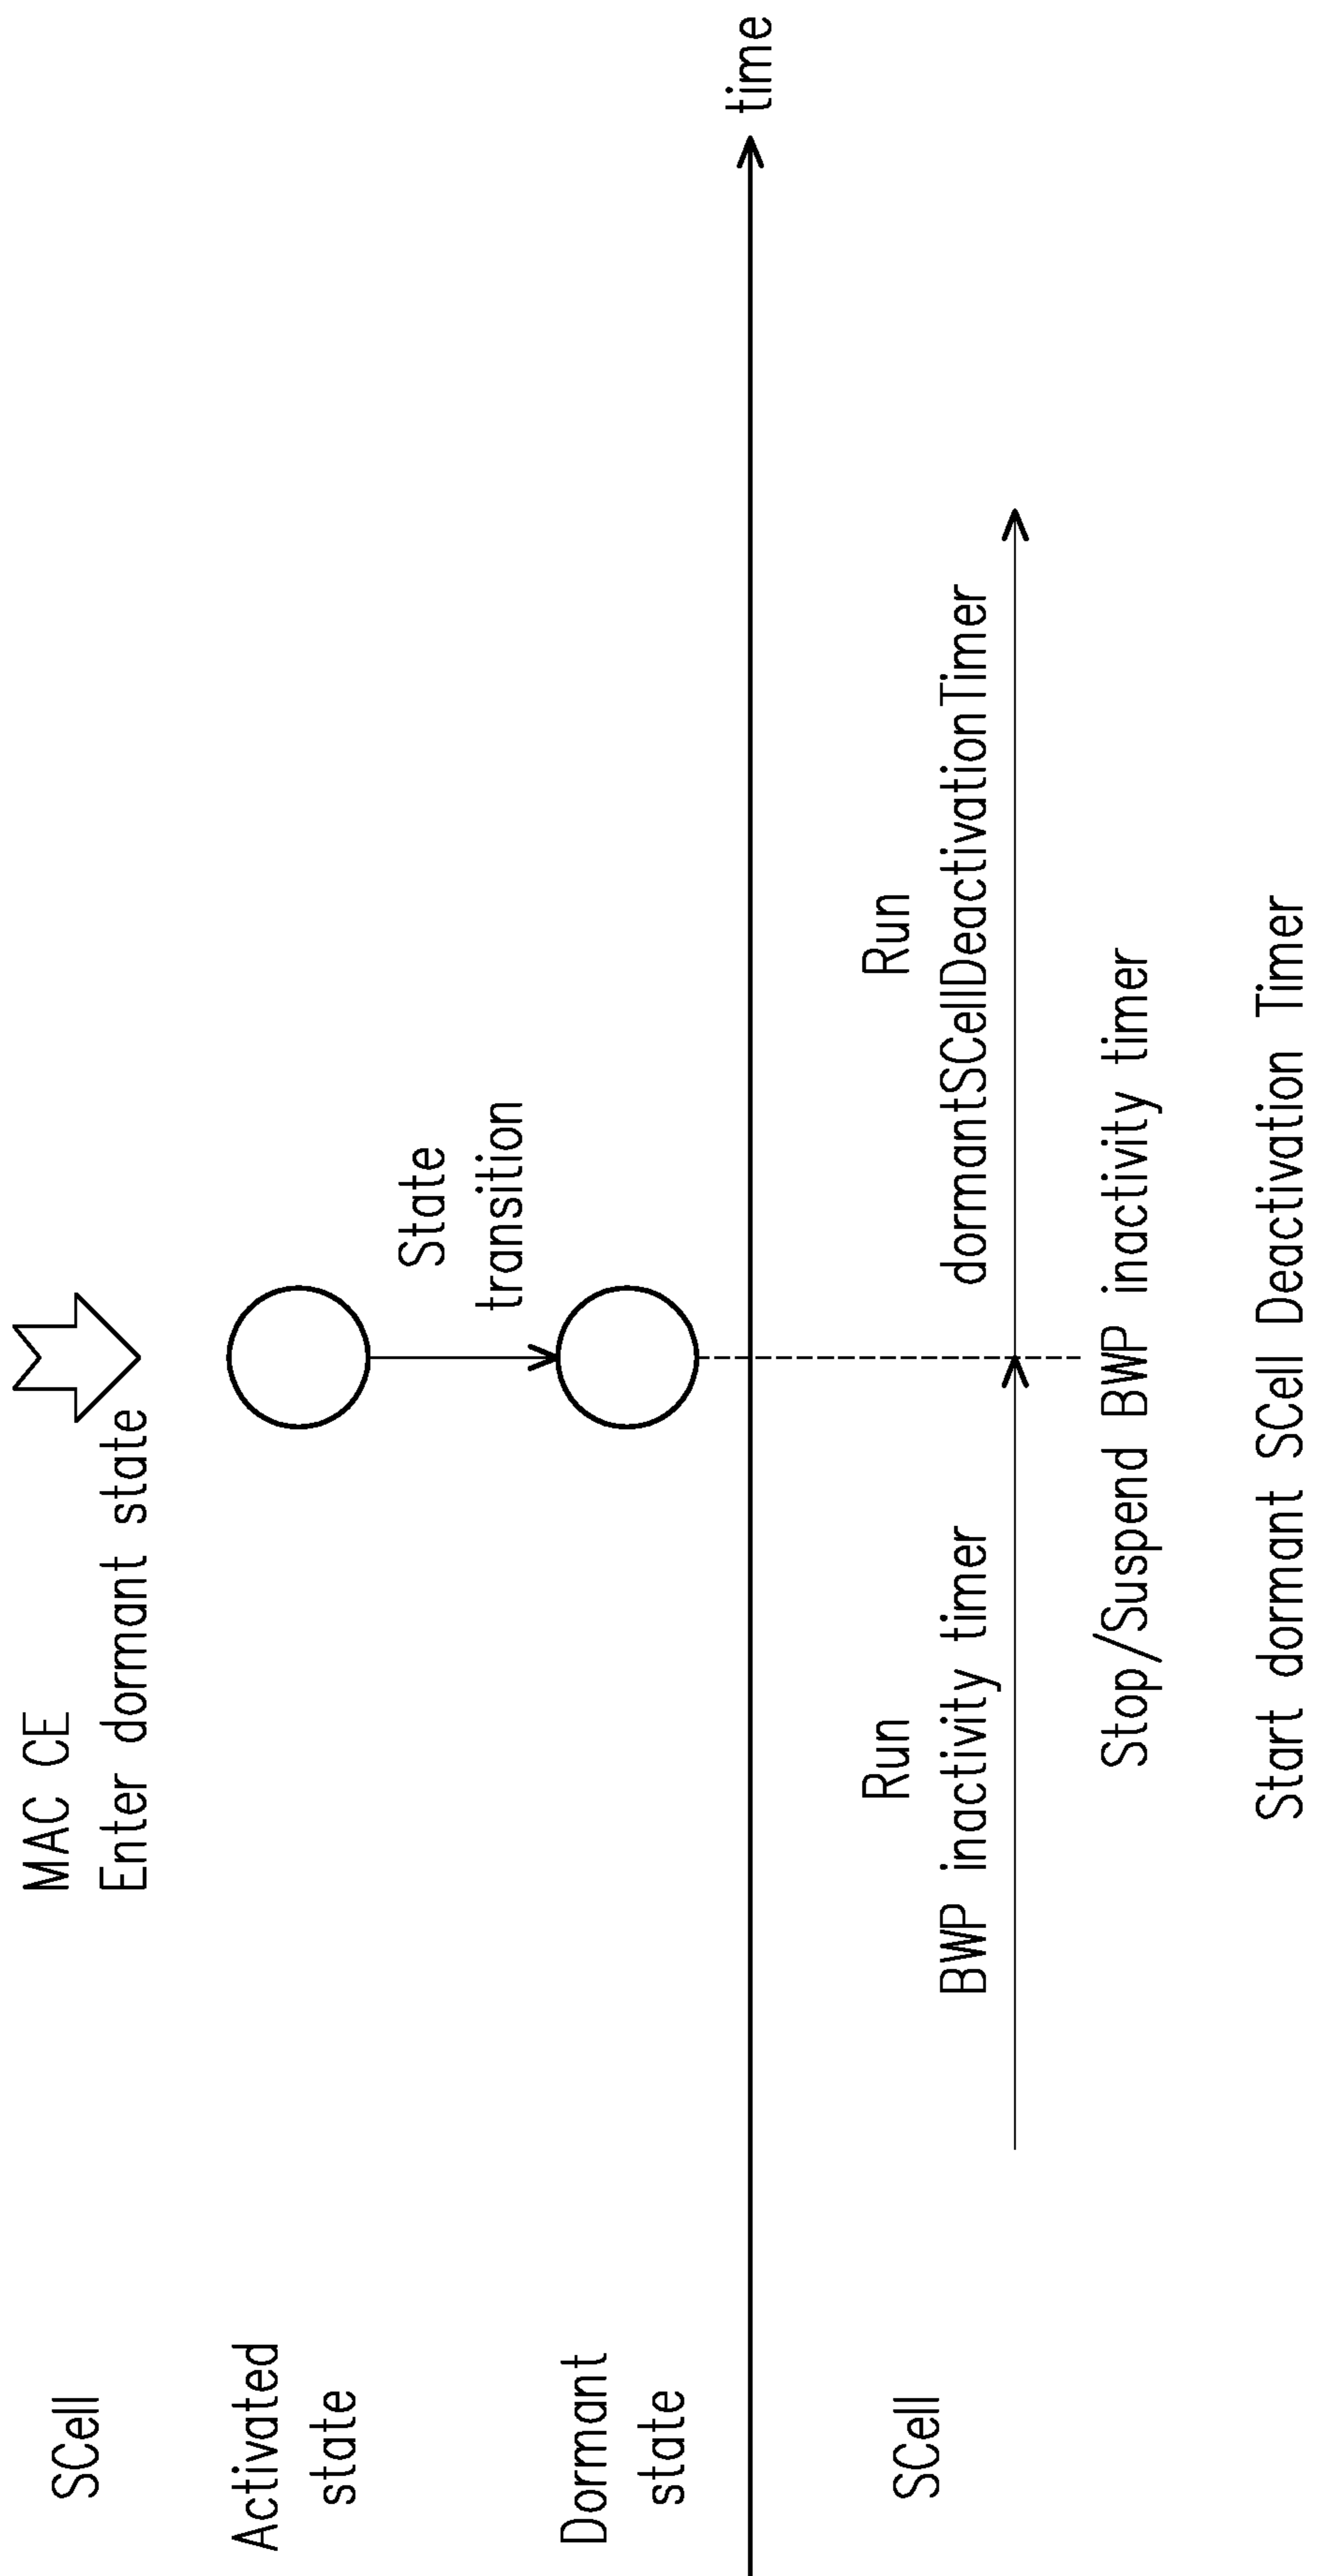 SCell
MAC CE
Enter dormant state
Activated
state
State
transition
Dormant
state
time
SCell
Run
BWP inactivity timer
Run
dormantSCellDeactivationTimer
Stop/Suspend BWP inactivity timer
Start dormant SCell Deactivation Timer